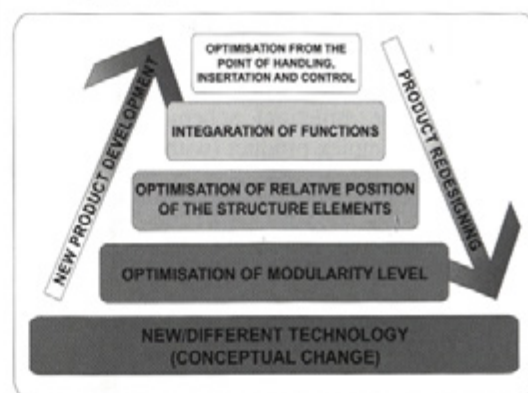 OPTIMISATION FROM THE
POINT OF HANDLING,
INSERTATION AND CONTROL
NEW PRODUCT DEVELOPMENT
PRODUCT REDESIGNING
INTEGARATION OF FUNCTIONS
OPTIMISATION OF RELATIVE POSITION
OF THE STRUCTURE ELEMENTS
OPTIMISATION OF MODULARITY LEVEL
NEW/DIFFERENT TECHNOLOGY
(CONCEPTUAL CHANGE)